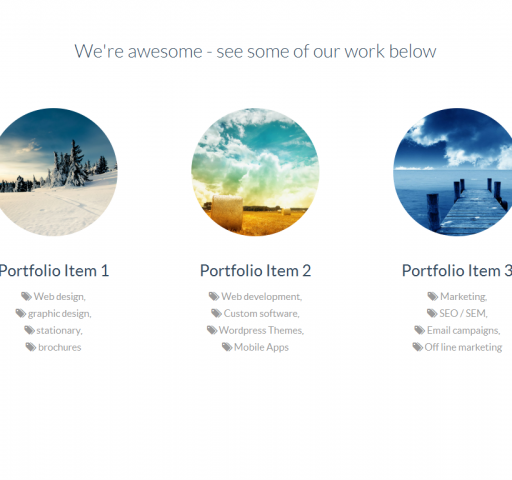 We're awesome - see some of our work below
Portfolio Item 1
Web design,
graphic design,
stationary,
brochures
Portfolio Item 2
Web development,
Custom software,
Wordpress Themes,
Mobile Apps
Portfolio Item 3
Marketing,
SEO / SEM,
Email campaigns,
Off line marketing